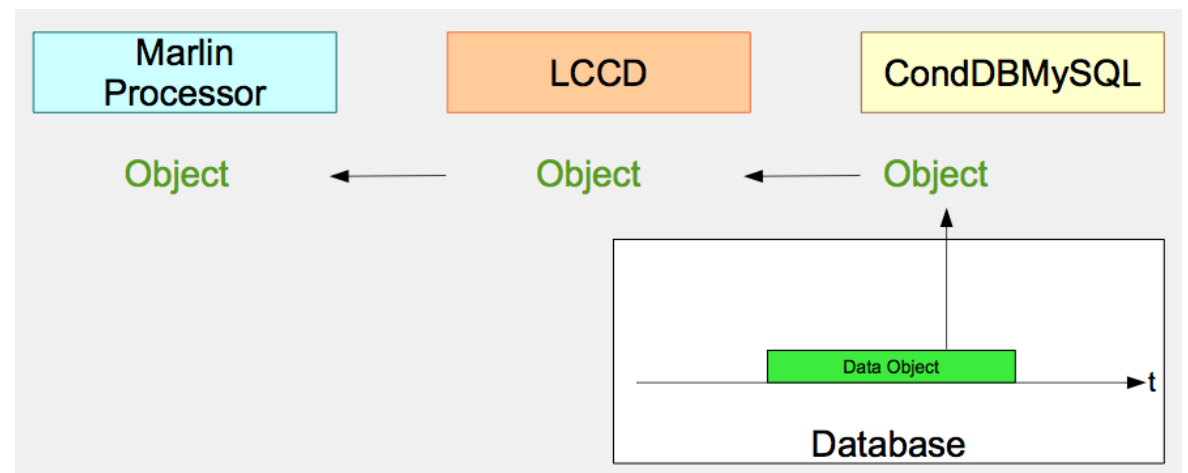 Marlin
Processor
LCCD
CondDBMySQL
Object
Object
Object
Data Object
t
Database